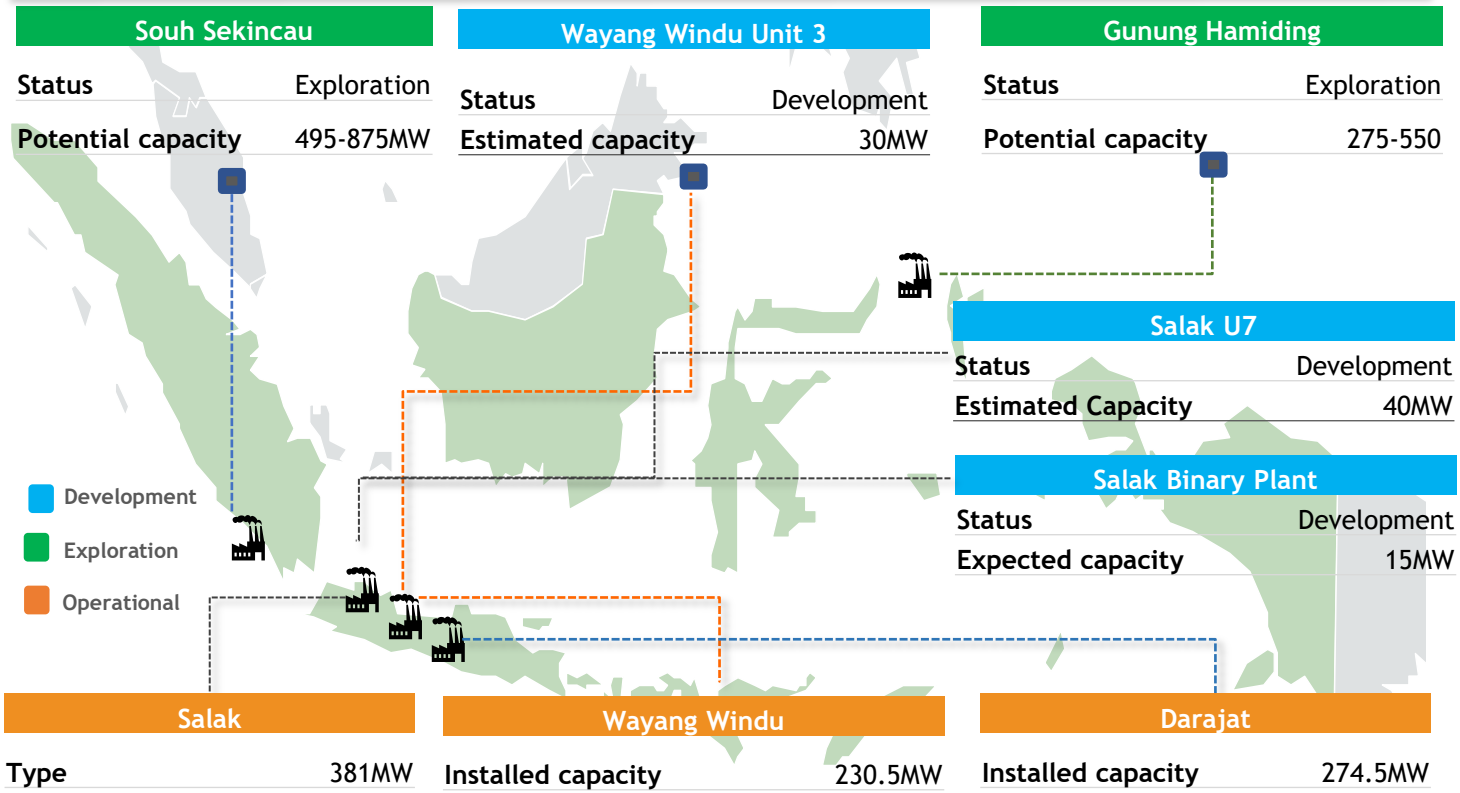 Souh Sekincau
Status Exploration
Potential capacity 495-875MW
Wayang Windu Unit 3
Status Development
Estimated capacity 30MW
Gunung Hamiding
Status Exploration
Potential capacity 275-550
Salak U7
Status Development
Estimated Capacity 40MW
Salak Binary Plant
Status Development
Expected capacity 15MW
Development
Exploration
Operational
Salak
Type 381MW
Wayang Windu
Installed capacity 230.5MW
Darajat
Installed capacity 274.5MW